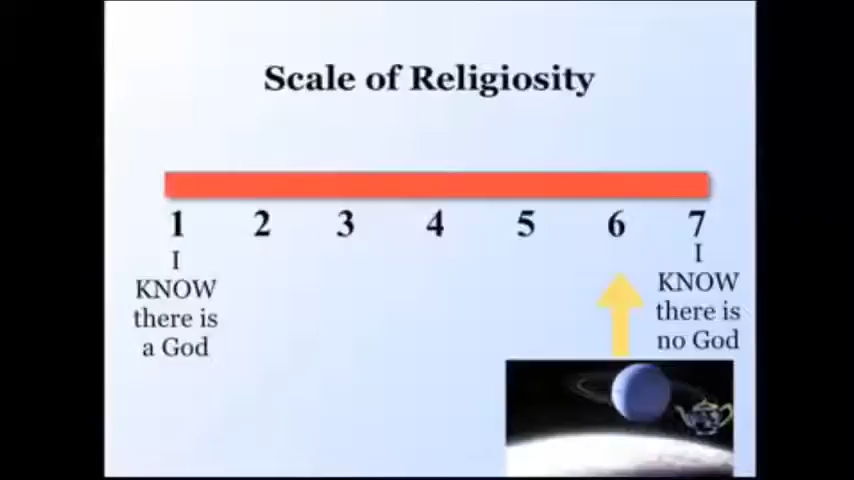 Scale of Religiosity
1 2 3 4 5 6 7
I
KNOW
there is
a God
I
KNOW
there is
no God